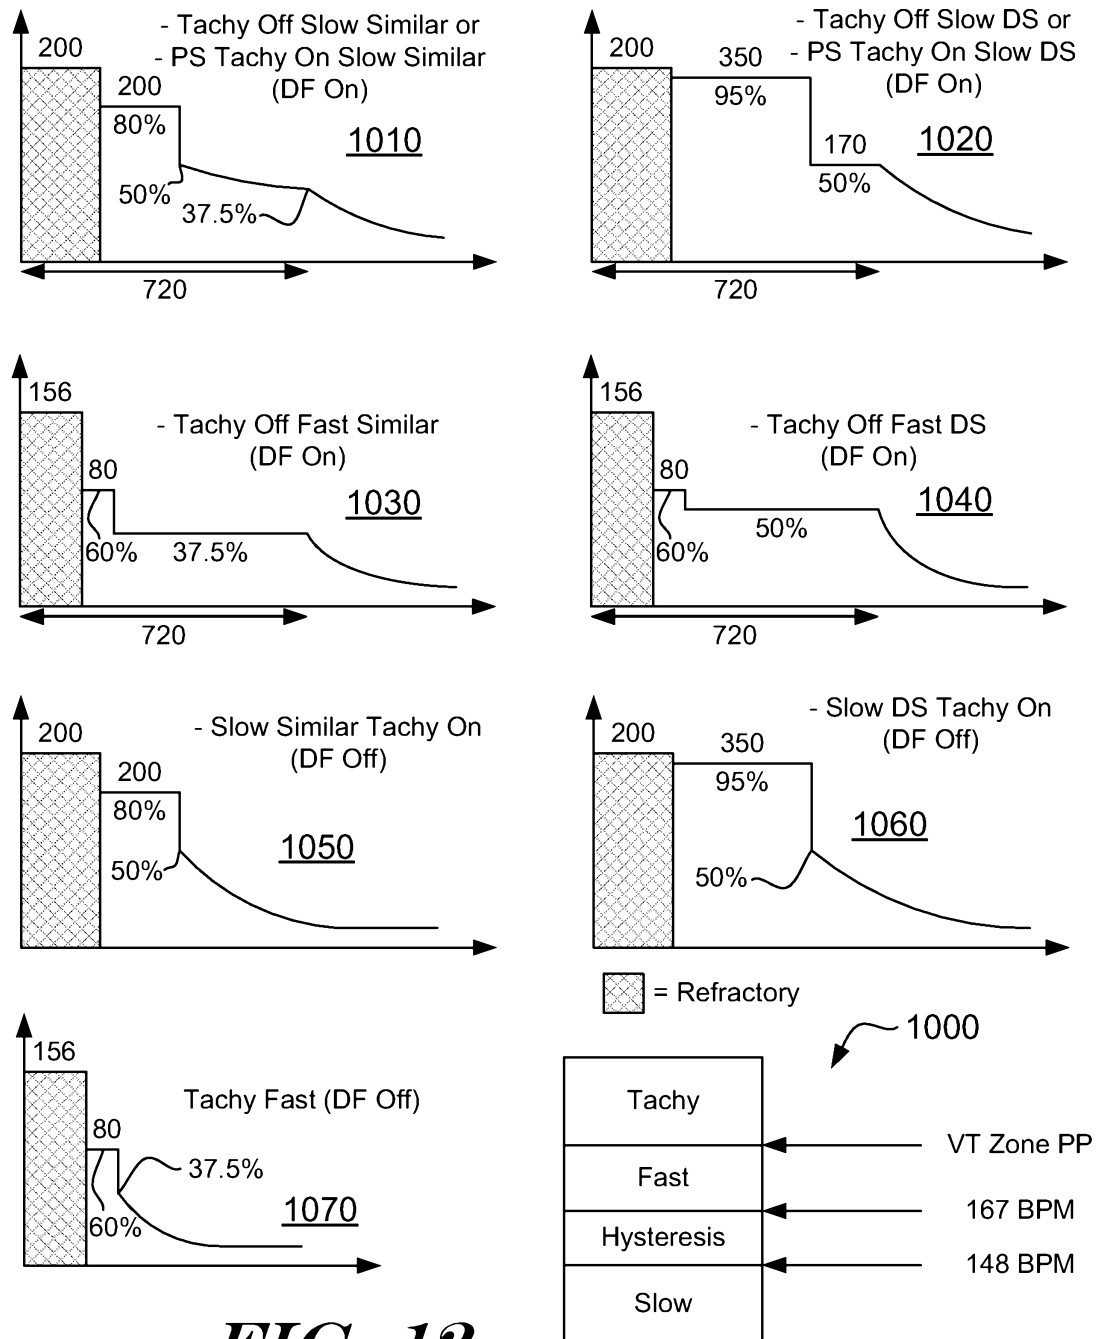 - Tachy Off Slow Similar or
- PS Tachy On Slow Similar
(DF On)
200
200
80%
1010
50%
37.5%
720
- Tachy Off Slow DS or
- PS Tachy On Slow DS
(DF On)
200
350
95%
1020
170
50%
720
156
- Tachy Off Fast Similar
(DF On)
80
1030
60%
37.5%
720
156
- Tachy Off Fast DS
(DF On)
80
1040
60%
50%
720
200
- Slow Similar Tachy On
(DF Off)
200
80%
1050
50%
200
- Slow DS Tachy On
(DF Off)
350
95%
1060
50%
= Refractory
1000
156
Tachy Fast (DF Off)
80
37.5%
60%
1070
Tachy
VT Zone PP
Fast
167 BPM
Hysteresis
148 BPM
Slow